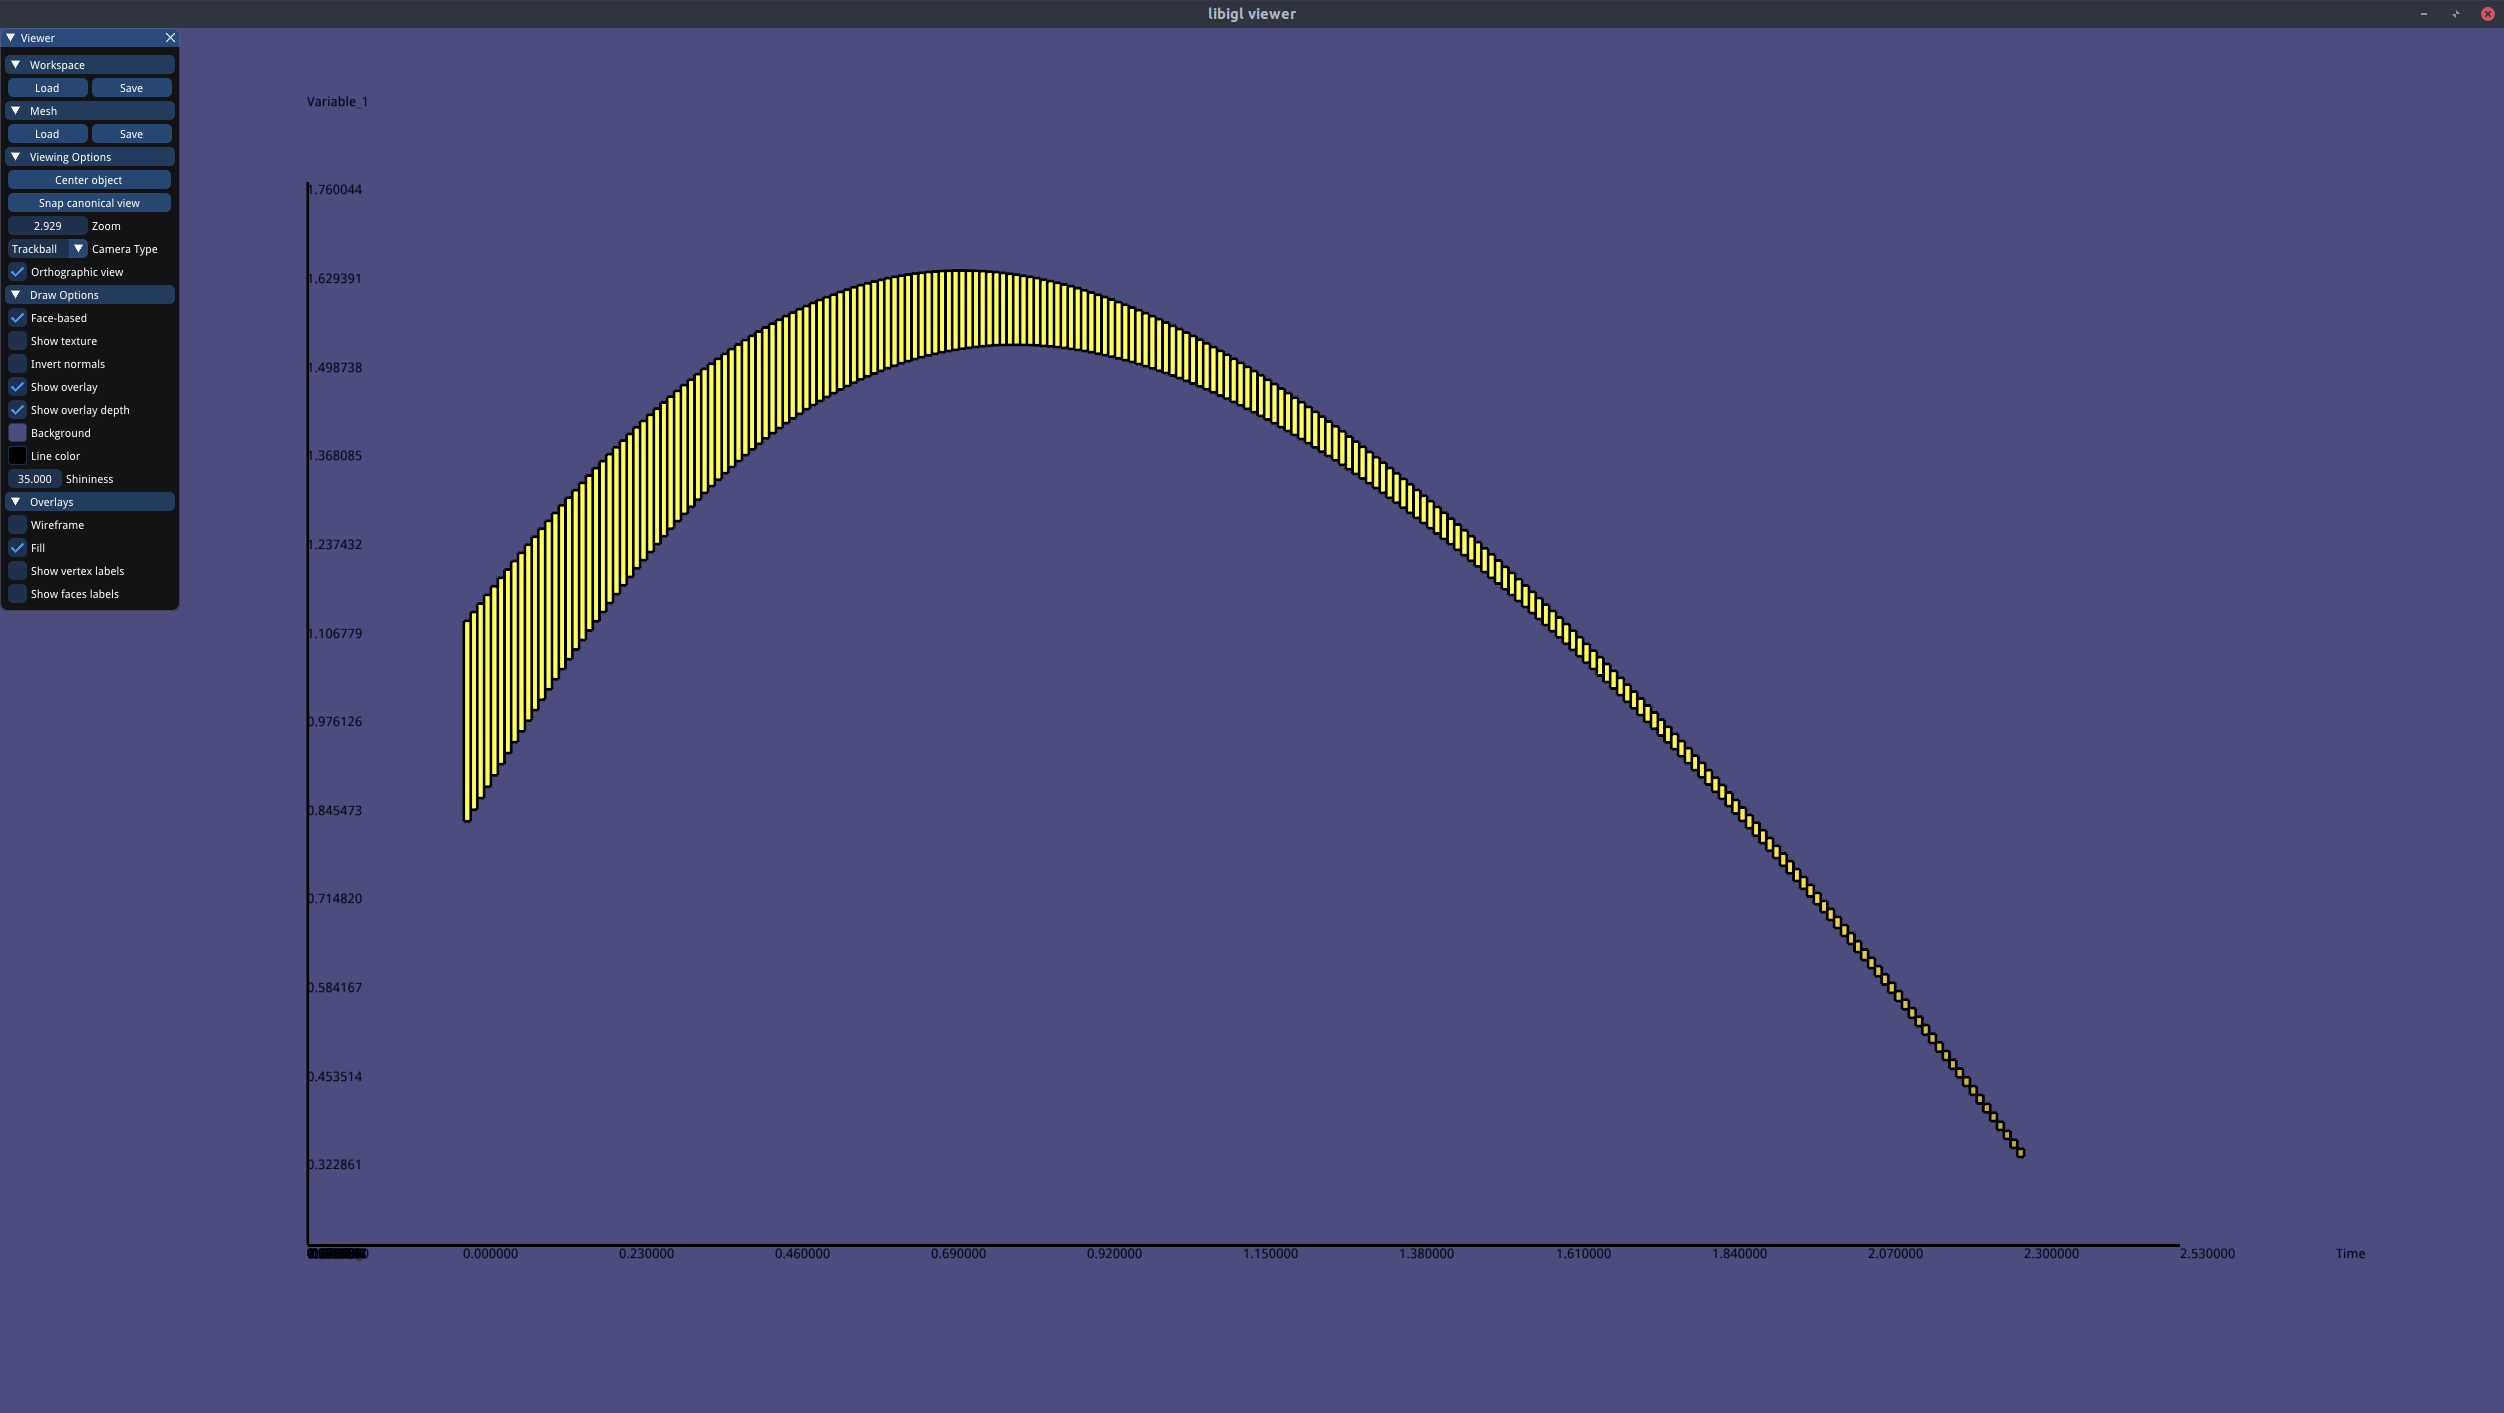 libigl viewer
Viewer
Workspace
Load Save
Mesh
Load Save
Viewing Options
Center object
Snap canonical view
2.929 Zoom
Trackball Camera Type
Orthographic view
Draw Options
Face-based
Show texture
Invert normals
Show overlay
Show overlay depth
Background
Line color
35.000 Shininess
Overlays
Wireframe
Fill
Show vertex labels
Show faces labels
Variable_1
1.760044
1.629391
1.498738
1.368085
1.237432
1.106779
0.976126
0.845473
0.714820
0.584167
0.453514
0.322861
0.000000 0.230000 0.460000 0.690000 0.920000 1.150000 1.380000 1.610000 1.840000 2.070000 2.300000 2.530000 Time